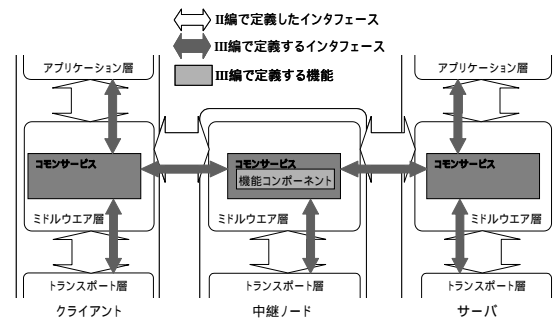 II編で定義したインタフェース
III編で定義するインタフェース
III編で定義する機能
アプリケーション層
アプリケーション層
コモンサービス
コモンサービス
機能コンポーネント
コモンサービス
ミドルウエア層
ミドルウエア層
ミドルウエア層
トランスポート層
トランスポート層
トランスポート層
クライアント
中継ノード
サーバ